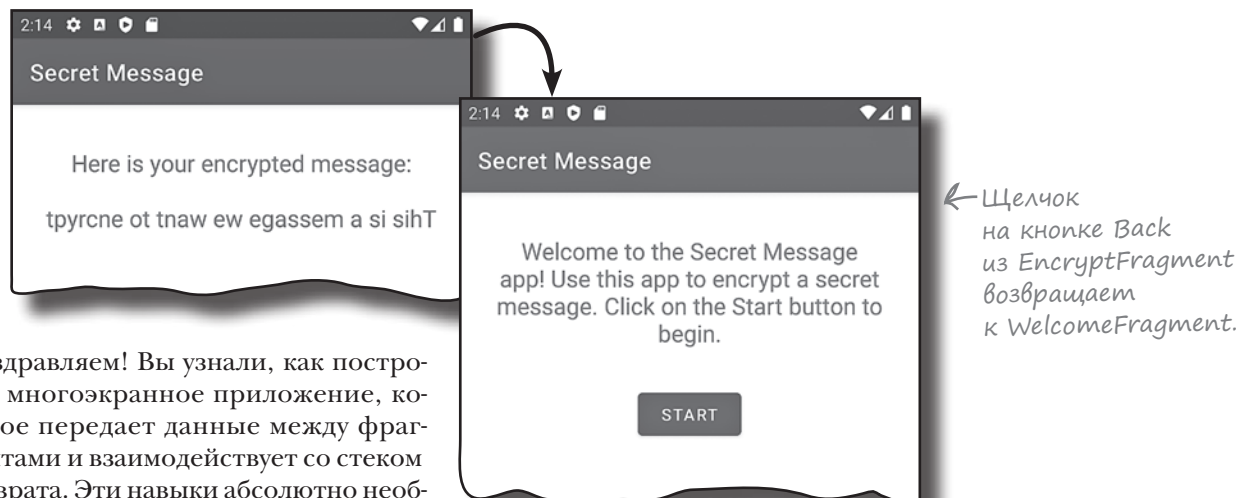 2:14
Secret Message
Here is your encrypted message:
tpyrcne ot tnaw ew egassem a si sihT
2:14
Secret Message
Welcome to the Secret Message
app! Use this app to encrypt a secret
message. Click on the Start button to
begin.
START
Щелчок
на кнопке Back
из EncryptFragment
возвращает
к WelcomeFragment.
здравляем! Вы узнали, как постро-
многоэкранное приложение, ко-
ое передает данные между фраг-
тами и взаимодействует со стеком
врата. Эти навыки абсолютно необ-